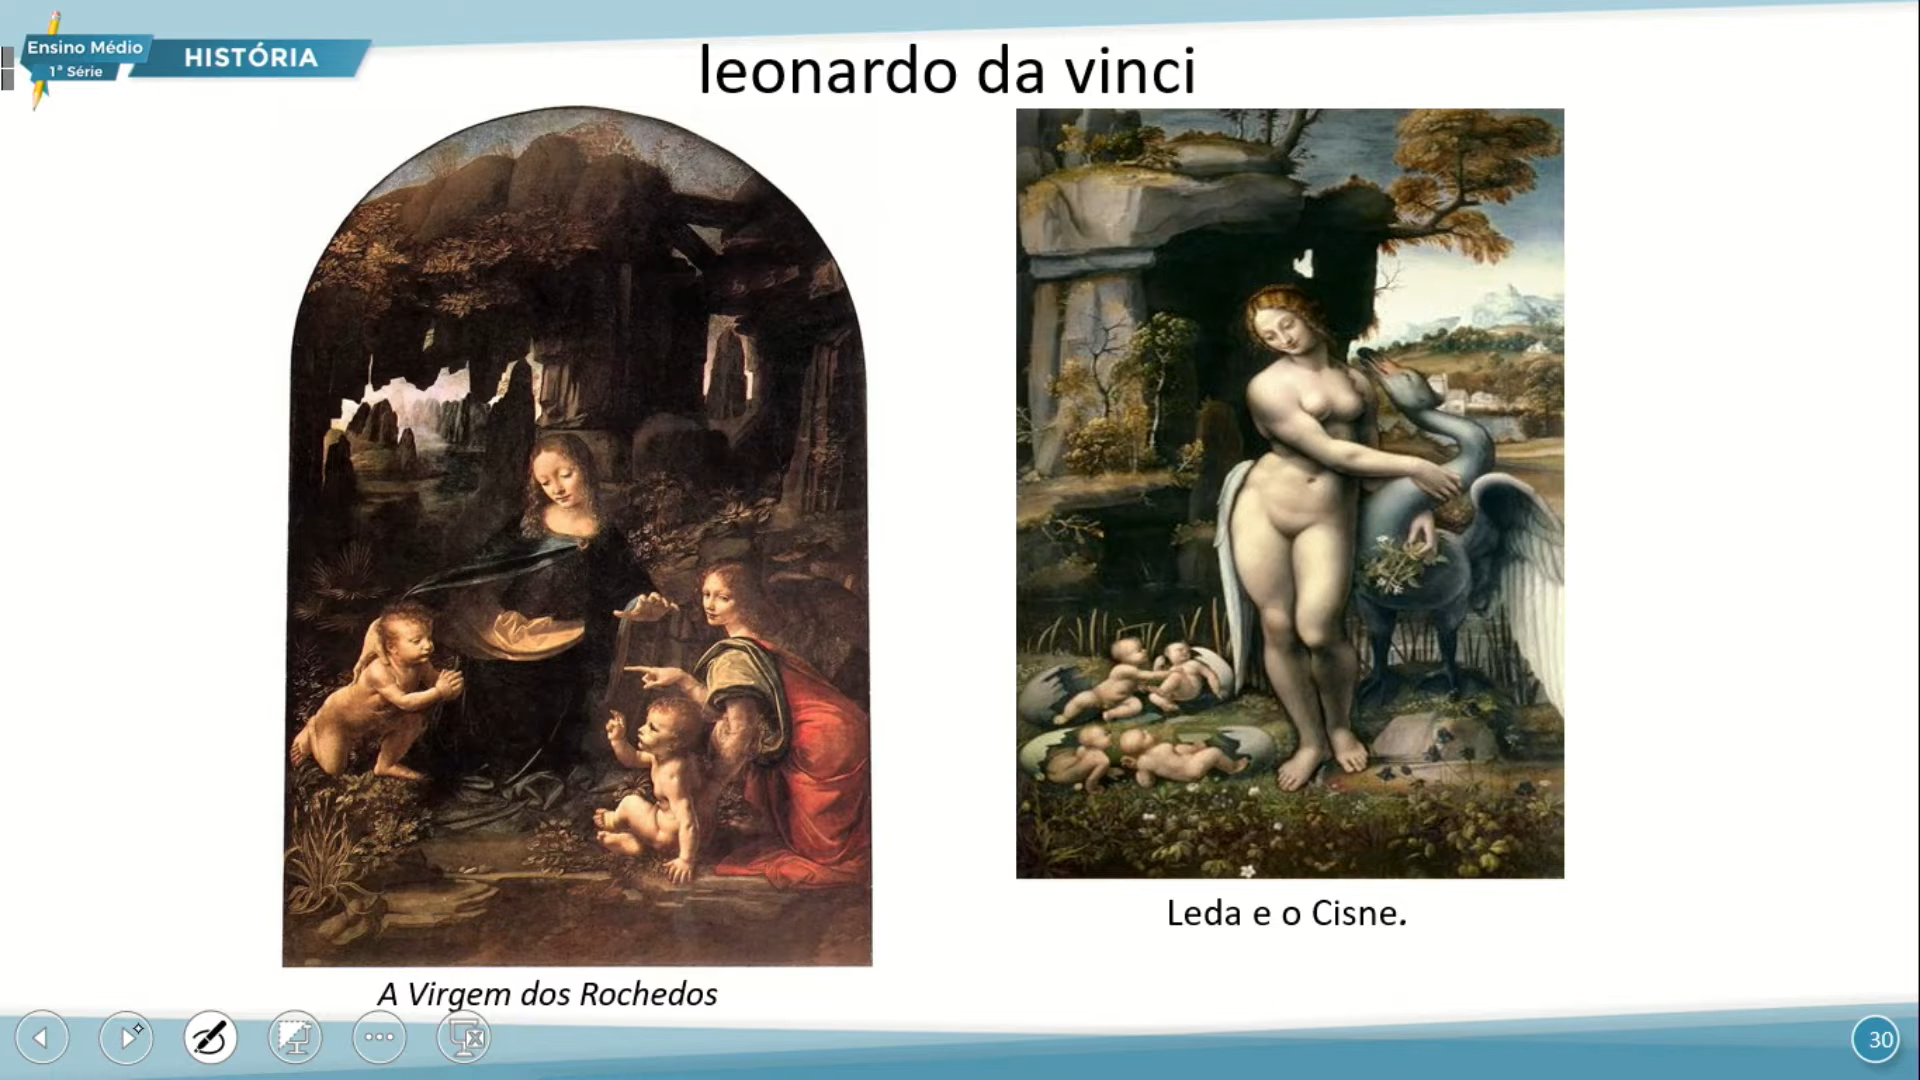 Ensino Médio
1ª Série
HISTÓRIA
leonardo da vinci
Leda e o Cisne.
A Virgem dos Rochedos
30